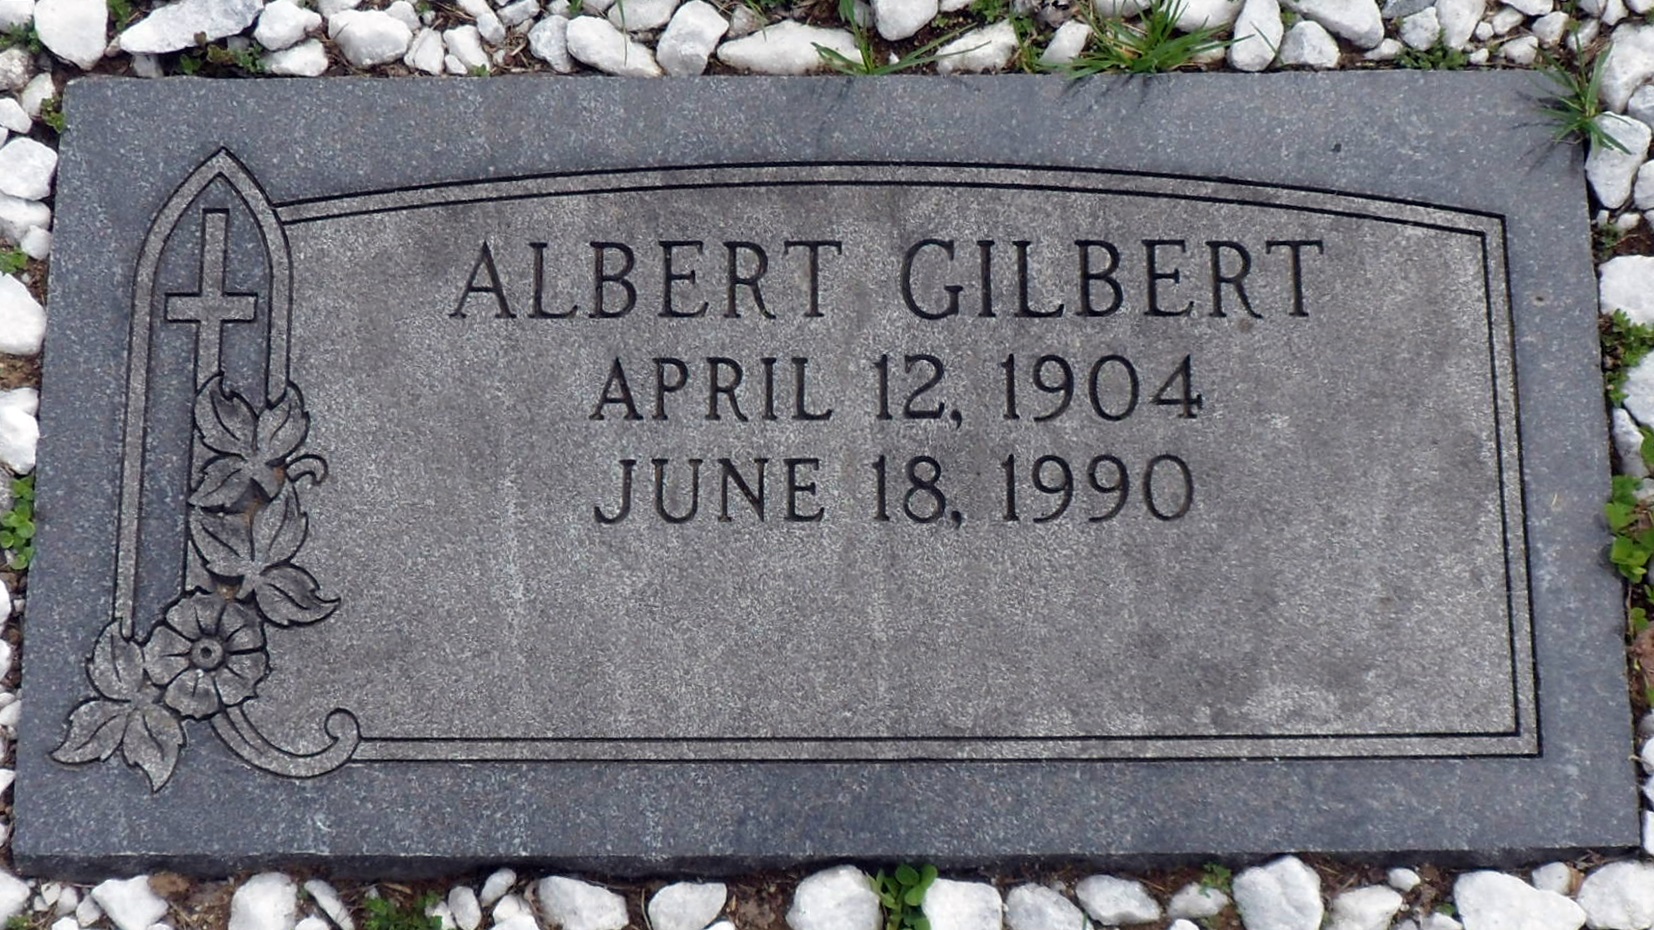 ALBERT GILBERT
APRIL 12, 1904
JUNE 18, 1990